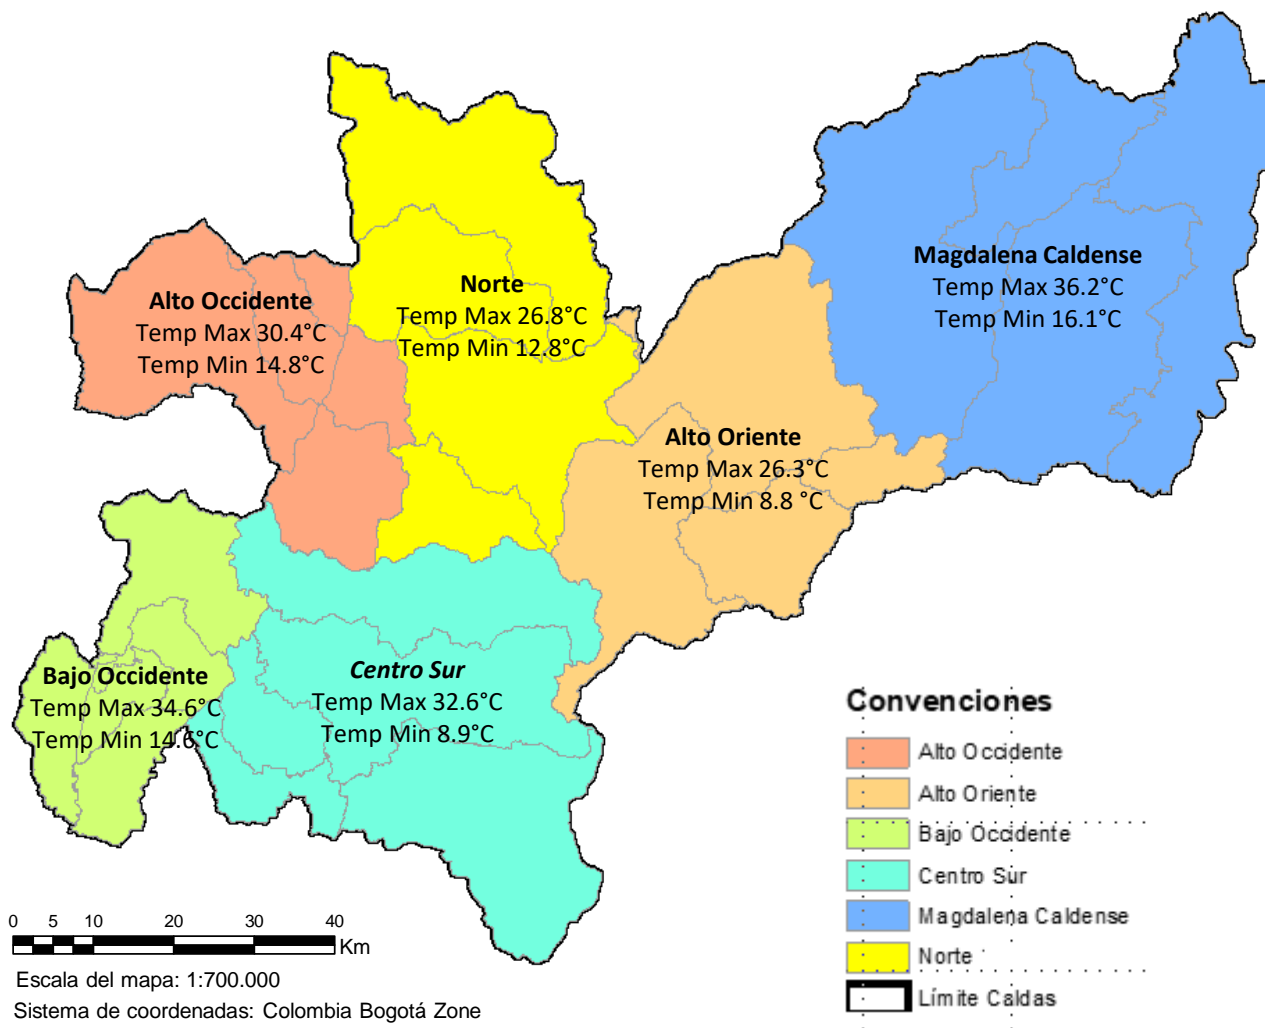 Magdalena Caldense
Temp Max 36.2°C
Temp Min 16.1°C
Norte
Temp Max 26.8°C
Temp Min 12.8°C
Alto Occidente
Temp Max 30.4°C
Temp Min 14.8°C
Alto Oriente
Temp Max 26.3°C
Temp Min 8.8 °C
Bajo Occidente
Temp Max 34.6°C
Temp Min 14.6°C
Centro Sur
Temp Max 32.6°C
Temp Min 8.9°C
Convenciones
Alto Occidente
Alto Oriente
Bajo Occidente
Centro Sur
Magdalena Caldense
Norte
Límite Caldas
0 5 10 20 30 40
Km
Escala del mapa: 1:700.000
Sistema de coordenadas: Colombia Bogotá Zone